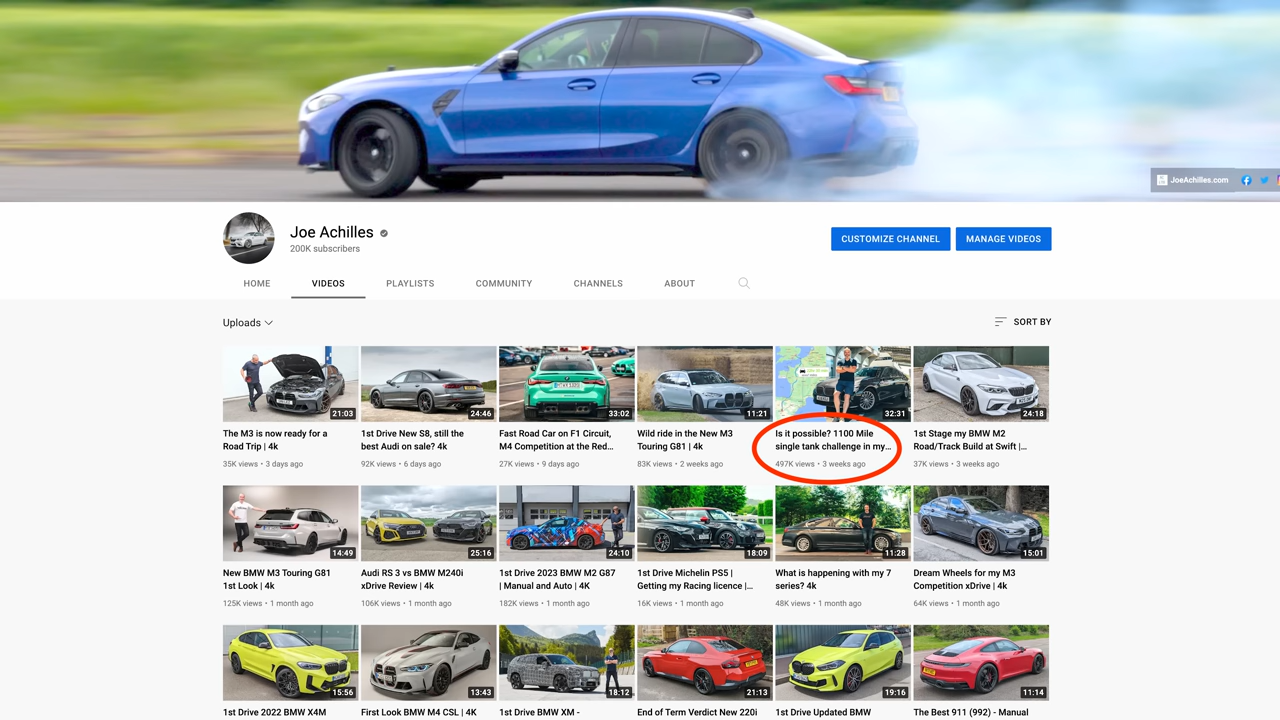 JoeAchilles.com
Joe Achilles
200K subscribers
CUSTOMIZE CHANNEL
MANAGE VIDEOS
HOME
VIDEOS
PLAYLISTS
COMMUNITY
CHANNELS
ABOUT
Uploads
SORT BY
21:03
24:46
33:02
11:21
32:31
24:18
The M3 is now ready for a
Road Trip | 4k
35K views • 3 days ago
1st Drive New S8, still the
best Audi on sale? 4k
92K views • 6 days ago
Fast Road Car on F1 Circuit,
M4 Competition at the Red...
27K views • 9 days ago
Wild ride in the New M3
Touring G81 | 4k
83K views • 2 weeks ago
Is it possible? 1100 Mile
single tank challenge in my...
497K views • 3 weeks ago
1st Stage my BMW M2
Road/Track Build at Swift |...
37K views • 3 weeks ago
14:49
25:16
24:10
18:09
11:28
15:01
New BMW M3 Touring G81
1st Look | 4k
125K views • 1 month ago
Audi RS 3 vs BMW M240i
xDrive Review | 4k
106K views • 1 month ago
1st Drive 2023 BMW M2 G87
| Manual and Auto | 4K
182K views • 1 month ago
1st Drive Michelin PS5 |
Getting my Racing licence |...
16K views • 1 month ago
What is happening with my 7
series? 4k
48K views • 1 month ago
Dream Wheels for my M3
Competition xDrive | 4k
64K views • 1 month ago
15:56
13:43
18:12
21:13
19:16
11:14
1st Drive 2022 BMW X4M
First Look BMW M4 CSL | 4K
1st Drive BMW XM -
End of Term Verdict New 220i
1st Drive Updated BMW
The Best 911 (992) - Manual